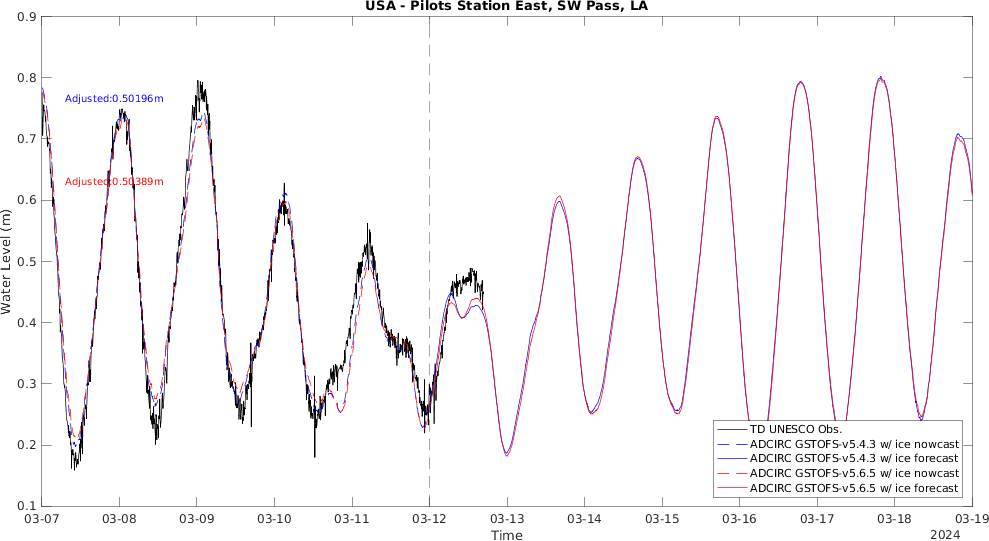 USA - Pilots Station East, SW Pass, LA
0.9
0.8
0.7
0.6
0.5
0.4
0.3
0.2
0.1
Water Level (m)
Adjusted:0.50196m
Adjusted:0.50389m
TD UNESCO Obs.
ADCIRC GSTOFS-v5.4.3 w/ ice nowcast
ADCIRC GSTOFS-v5.4.3 w/ ice forecast
ADCIRC GSTOFS-v5.6.5 w/ ice nowcast
ADCIRC GSTOFS-v5.6.5 w/ ice forecast
03-07 03-08 03-09 03-10 03-11 03-12 03-13 03-14 03-15 03-16 03-17 03-18 03-19
Time
2024